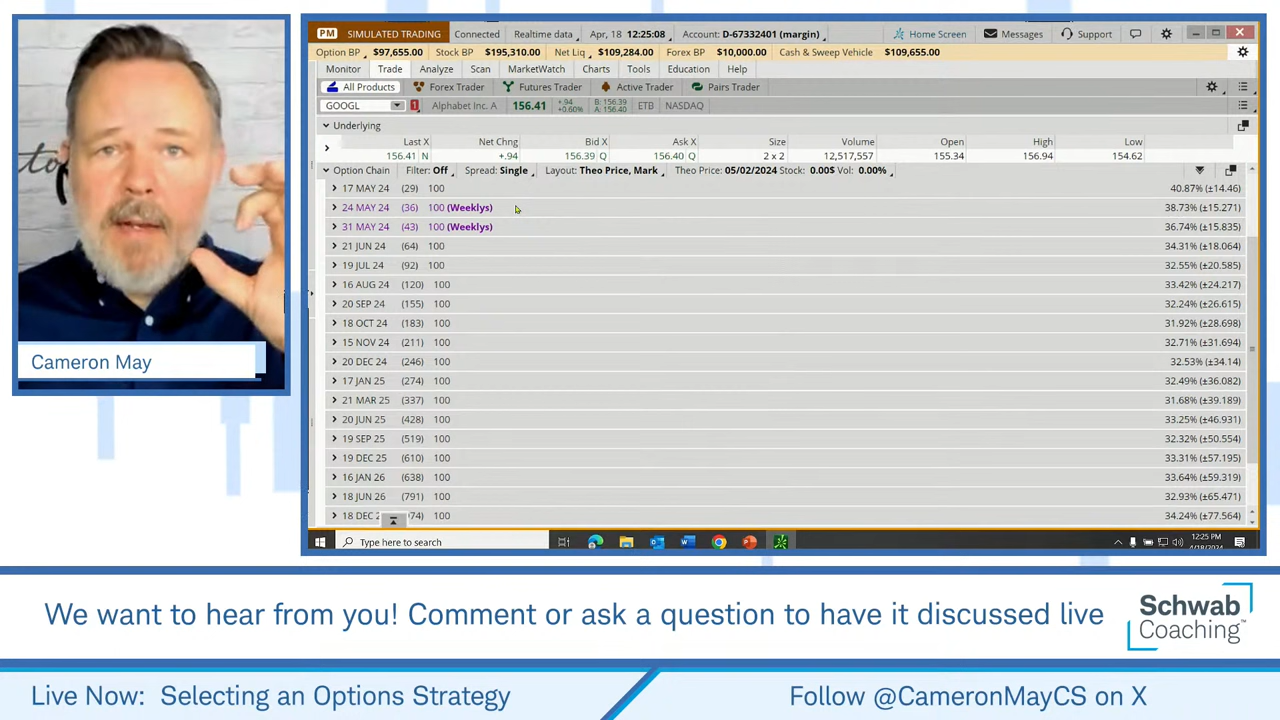 Cameron May
PM SIMULATED TRADING Connected Realtime data Apr, 18 12:25:08 Account: D-67332401 (margin) Home Screen Messages Support
Option BP $97,655.00 Stock BP $195,310.00 Net Liq $109,284.00 Forex BP $10,000.00 Cash & Sweep Vehicle $109,655.00
Monitor Trade Analyze Scan MarketWatch Charts Tools Education Help
All Products Forex Trader Futures Trader Active Trader Pairs Trader
GOOGL 1 Alphabet Inc. A 156.41 +.94 +0.60% B: 156.39 A: 156.40 ETB NASDAQ
Underlying
Last X Net Chng Bid X Ask X Size Volume Open High Low
156.41 N +.94 156.39 Q 156.40 Q 2 x 2 12,517,557 155.34 156.94 154.62
Option Chain Filter: Off Spread: Single Layout: Theo Price, Mark Theo Price: 05/02/2024 Stock: 0.00$ Vol: 0.00%
17 MAY 24 (29) 100 40.87% (±14.46)
24 MAY 24 (36) 100 (Weeklys) 38.73% (±15.271)
31 MAY 24 (43) 100 (Weeklys) 36.74% (±15.835)
21 JUN 24 (64) 100 34.31% (±18.064)
19 JUL 24 (92) 100 32.55% (±20.585)
16 AUG 24 (120) 100 33.42% (±24.217)
20 SEP 24 (155) 100 32.24% (±26.615)
18 OCT 24 (183) 100 31.92% (±28.698)
15 NOV 24 (211) 100 32.71% (±31.694)
20 DEC 24 (246) 100 32.53% (±34.14)
17 JAN 25 (274) 100 32.49% (±36.082)
21 MAR 25 (337) 100 31.68% (±39.189)
20 JUN 25 (428) 100 33.25% (±46.931)
19 SEP 25 (519) 100 32.32% (±50.554)
19 DEC 25 (610) 100 33.31% (±57.195)
16 JAN 26 (638) 100 33.64% (±59.319)
18 JUN 26 (791) 100 32.93% (±65.471)
18 DEC 74) 100 34.24% (±77.564)
Type here to search 12:25 PM
4/18/2024
We want to hear from you! Comment or ask a question to have it discussed live
Schwab
Coaching™
Live Now: Selecting an Options Strategy Follow @CameronMayCS on X